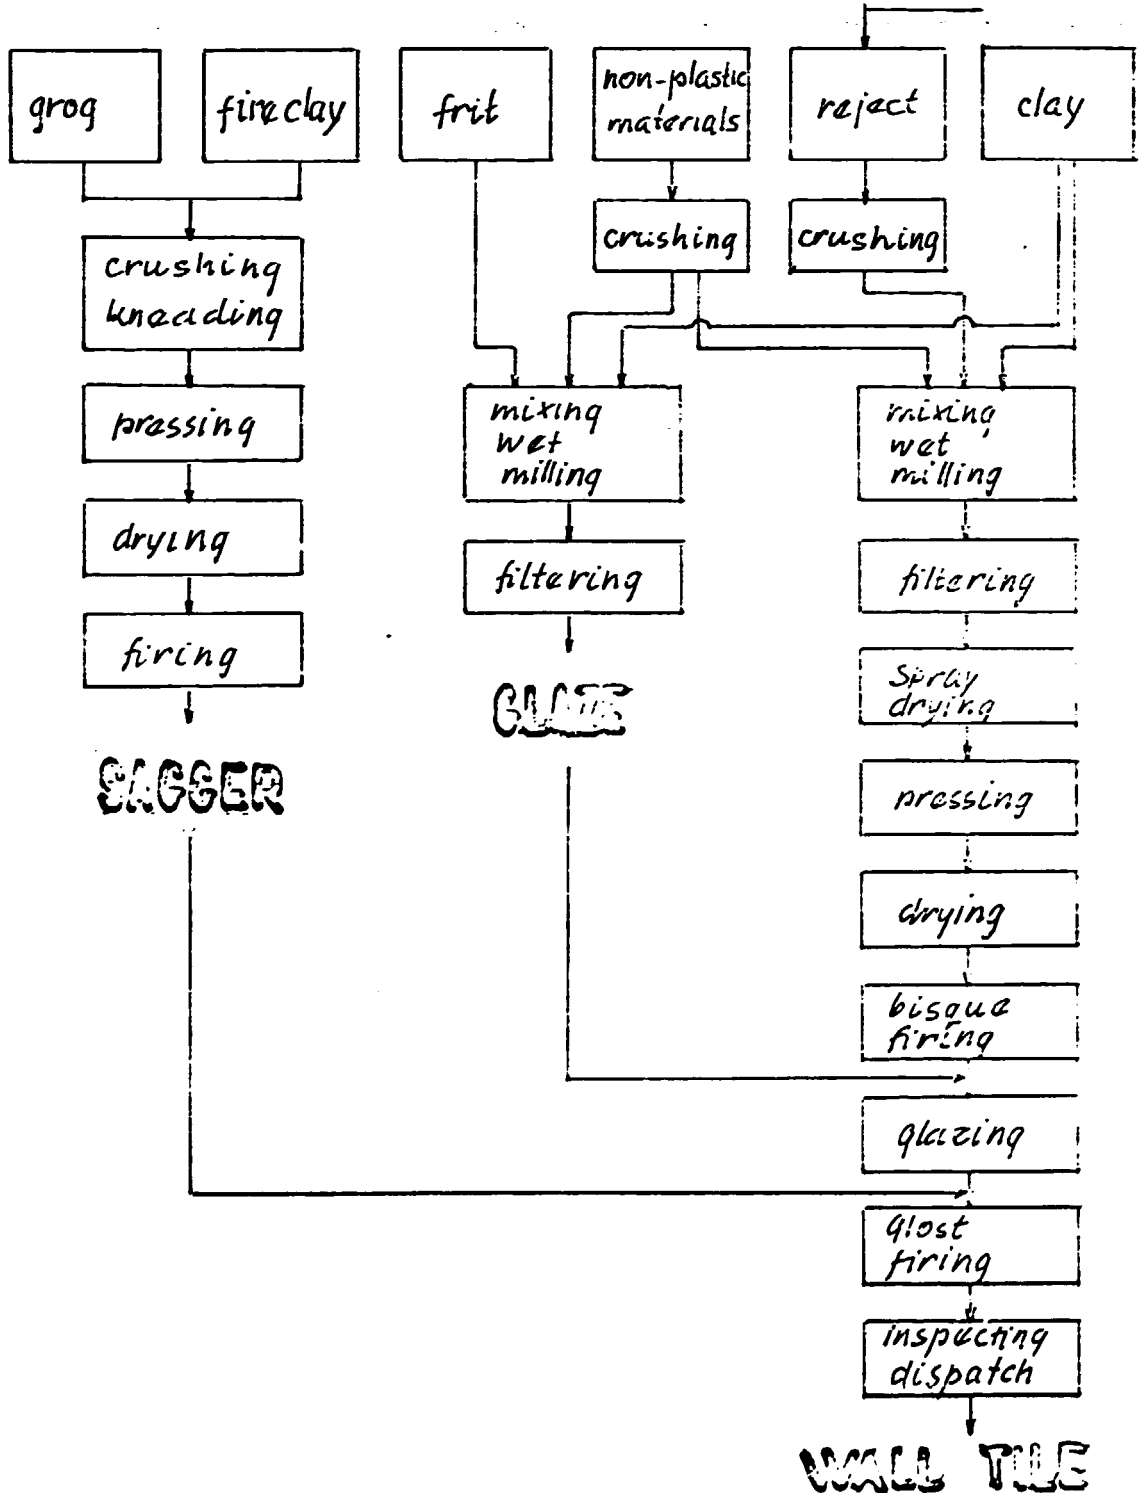 grog
fireclay
frit
non-plastic
materials
reject
clay
crushing
kneading
pressing
drying
firing
SAGGER
crushing
crushing
mixing
wet
milling
filtering
GLAZE
mixing
wet
milling
filtering
Spray
drying
pressing
drying
bisque
firing
glazing
glost
firing
inspecting
dispatch
WALL TILE